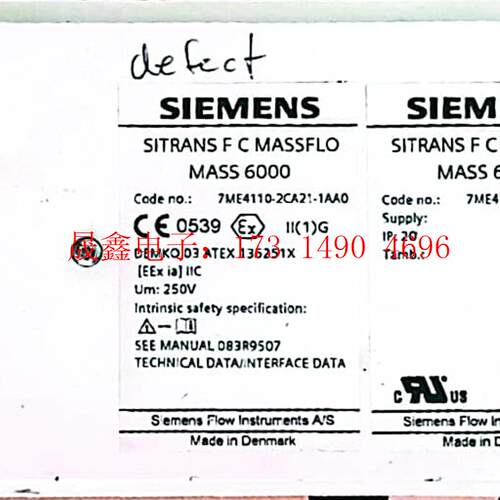 defect
SIEMENS
SITRANS F C MASSFLO
MASS 6000
Code no.: 7ME4110-2CA21-1AA0
CE 0539 Ex II(1)G
DEMKO 03 ATEX 135251X
[EEx ia] IIC
Um: 250V
Intrinsic safety specification:
SEE MANUAL 083R9507
TECHNICAL DATA/INTERFACE DATA
Siemens Flow Instruments A/S
Made in Denmark
SIEM
SITRANS F C
MASS 6
Code no.: 7ME4
Supply:
IP: 20
Tamb.:
c US
Siemens Flow In
Made in D
晟鑫电子：173 1490 4696